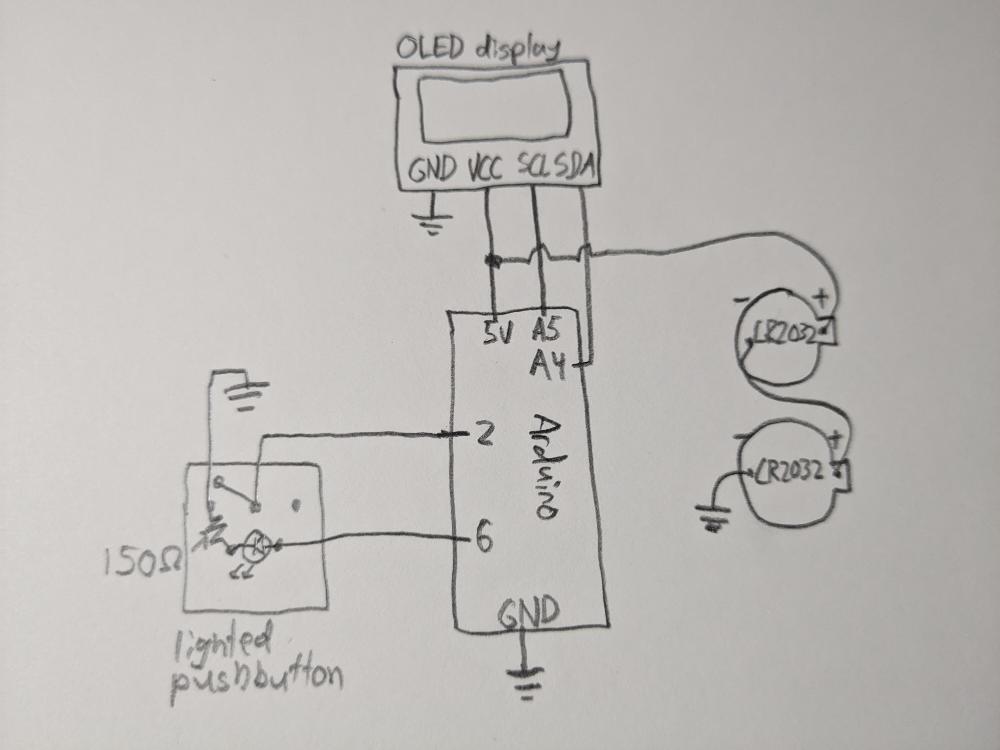 OLED display
GND VCC SCL SDA
5V A5
A4
- +
CR2032
Arduino
2
- +
CR2032
6
150Ω
GND
lighted
pushbutton